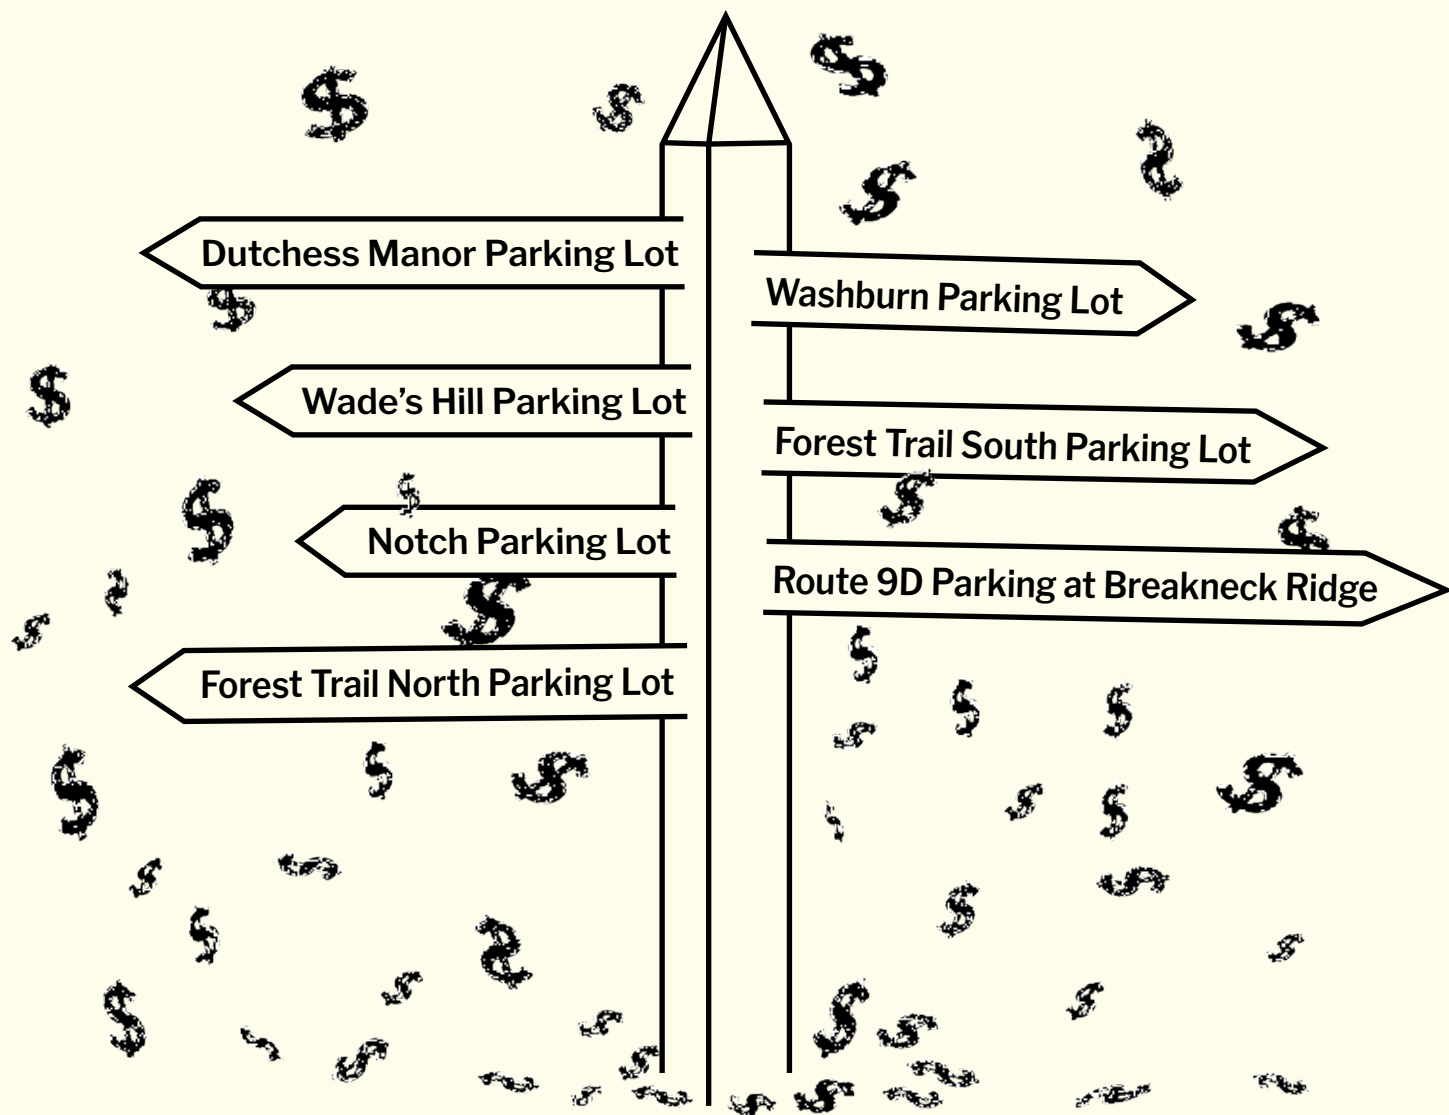 Dutchess Manor Parking Lot
Washburn Parking Lot
Wade’s Hill Parking Lot
Forest Trail South Parking Lot
Notch Parking Lot
Route 9D Parking at Breakneck Ridge
Forest Trail North Parking Lot